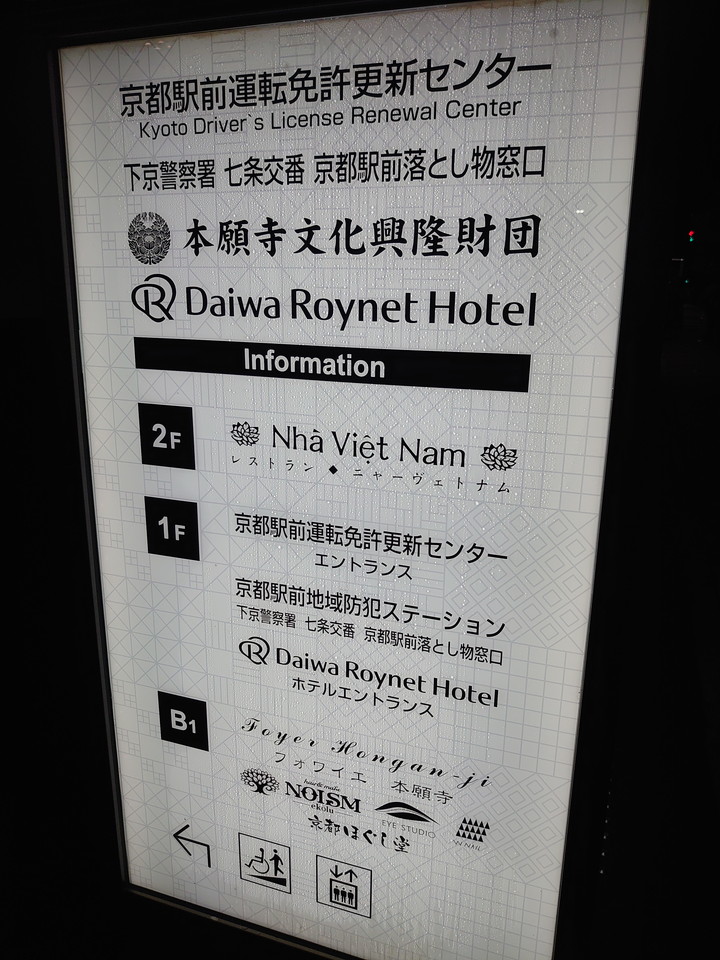 京都駅前運転免許更新センター
Kyoto Driver`s License Renewal Center
下京警察署 七条交番 京都駅前落とし物窓口
本願寺文化興隆財団
R Daiwa Roynet Hotel
Information
2F
Nhà Việt Nam
レストラン◆ニャーヴェトナム
1F
京都駅前運転免許更新センター
エントランス
京都駅前地域防犯ステーション
下京警察署 七条交番 京都駅前落とし物窓口
R Daiwa Roynet Hotel
ホテルエントランス
B1
Foyer Hongan-ji
フォワイエ 本願寺
hair & make
NOISM
ekolu
EYE STUDIO
NAIL
京都ほぐし堂